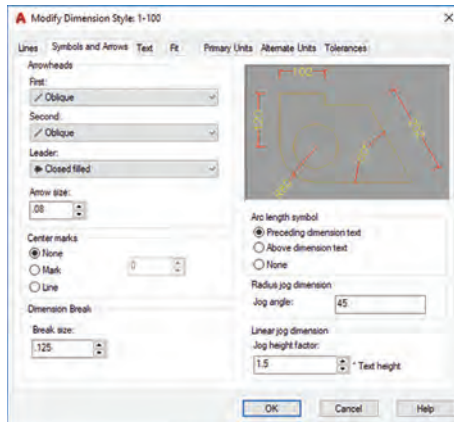 Modify Dimension Style: 1-100
Lines Symbols and Arrows Text Fit Primary Units Alternate Units Tolerances
Arrowheads
First:
Oblique
Second:
Oblique
Leader:
Closed filled
Arrow size:
.08
Center marks
None
Mark
Line
0
Dimension Break
Break size:
.125
Arc length symbol
Preceding dimension text
Above dimension text
None
Radius jog dimension
Jog angle: 45
Linear jog dimension
Jog height factor:
1.5 * Text height
OK Cancel Help